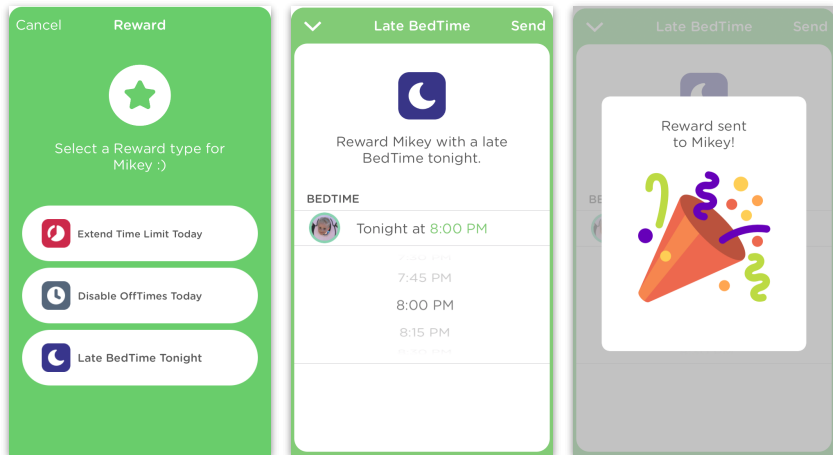 Cancel
Reward
Select a Reward type for
Mikey :)
Extend Time Limit Today
Disable OffTimes Today
Late BedTime Tonight
Late BedTime
Send
Reward Mikey with a late
BedTime tonight.
BEDTIME
Tonight at 8:00 PM
7:45 PM
8:00 PM
8:15 PM
Late BedTime
Send
Reward sent
to Mikey!
BE